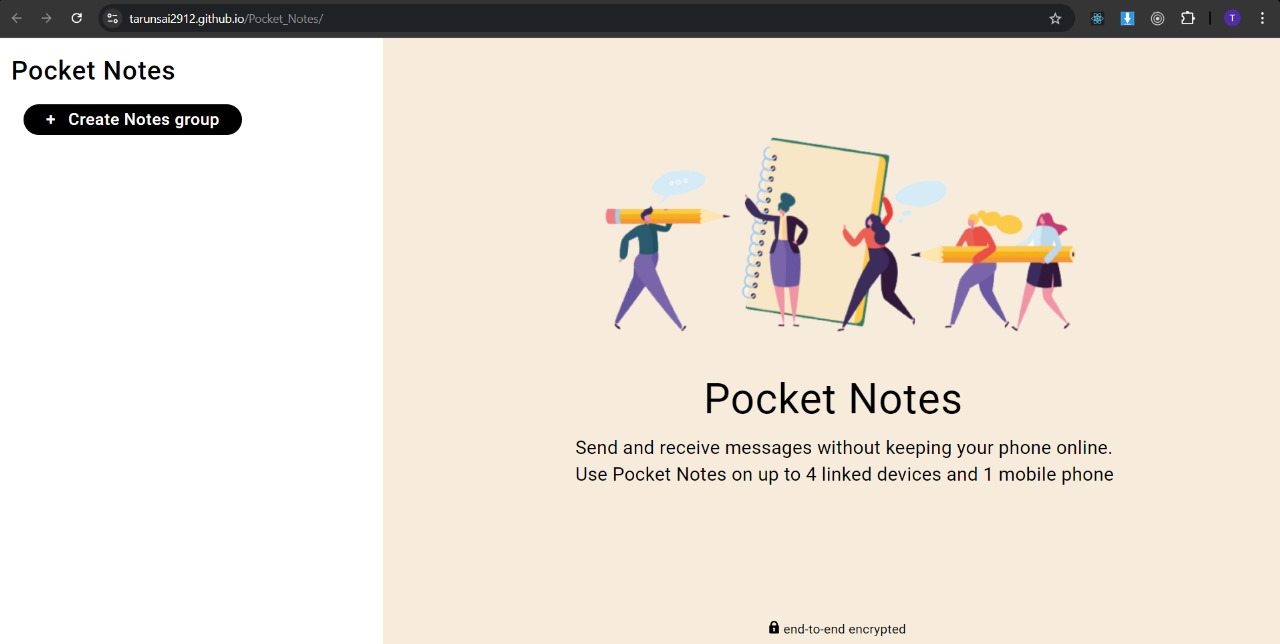 tarunsai2912.github.io/Pocket_Notes/
T
Pocket Notes
+ Create Notes group
Pocket Notes
Send and receive messages without keeping your phone online.
Use Pocket Notes on up to 4 linked devices and 1 mobile phone
end-to-end encrypted